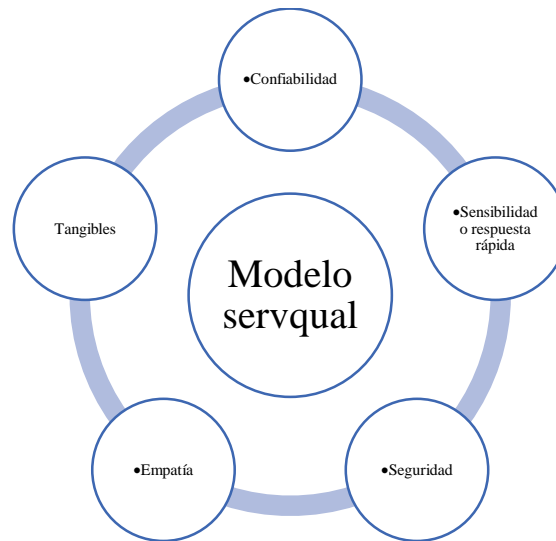 •Confiabilidad
•Sensibilidad
o respuesta
rápida
Tangibles
Modelo
servqual
•Empatía
•Seguridad